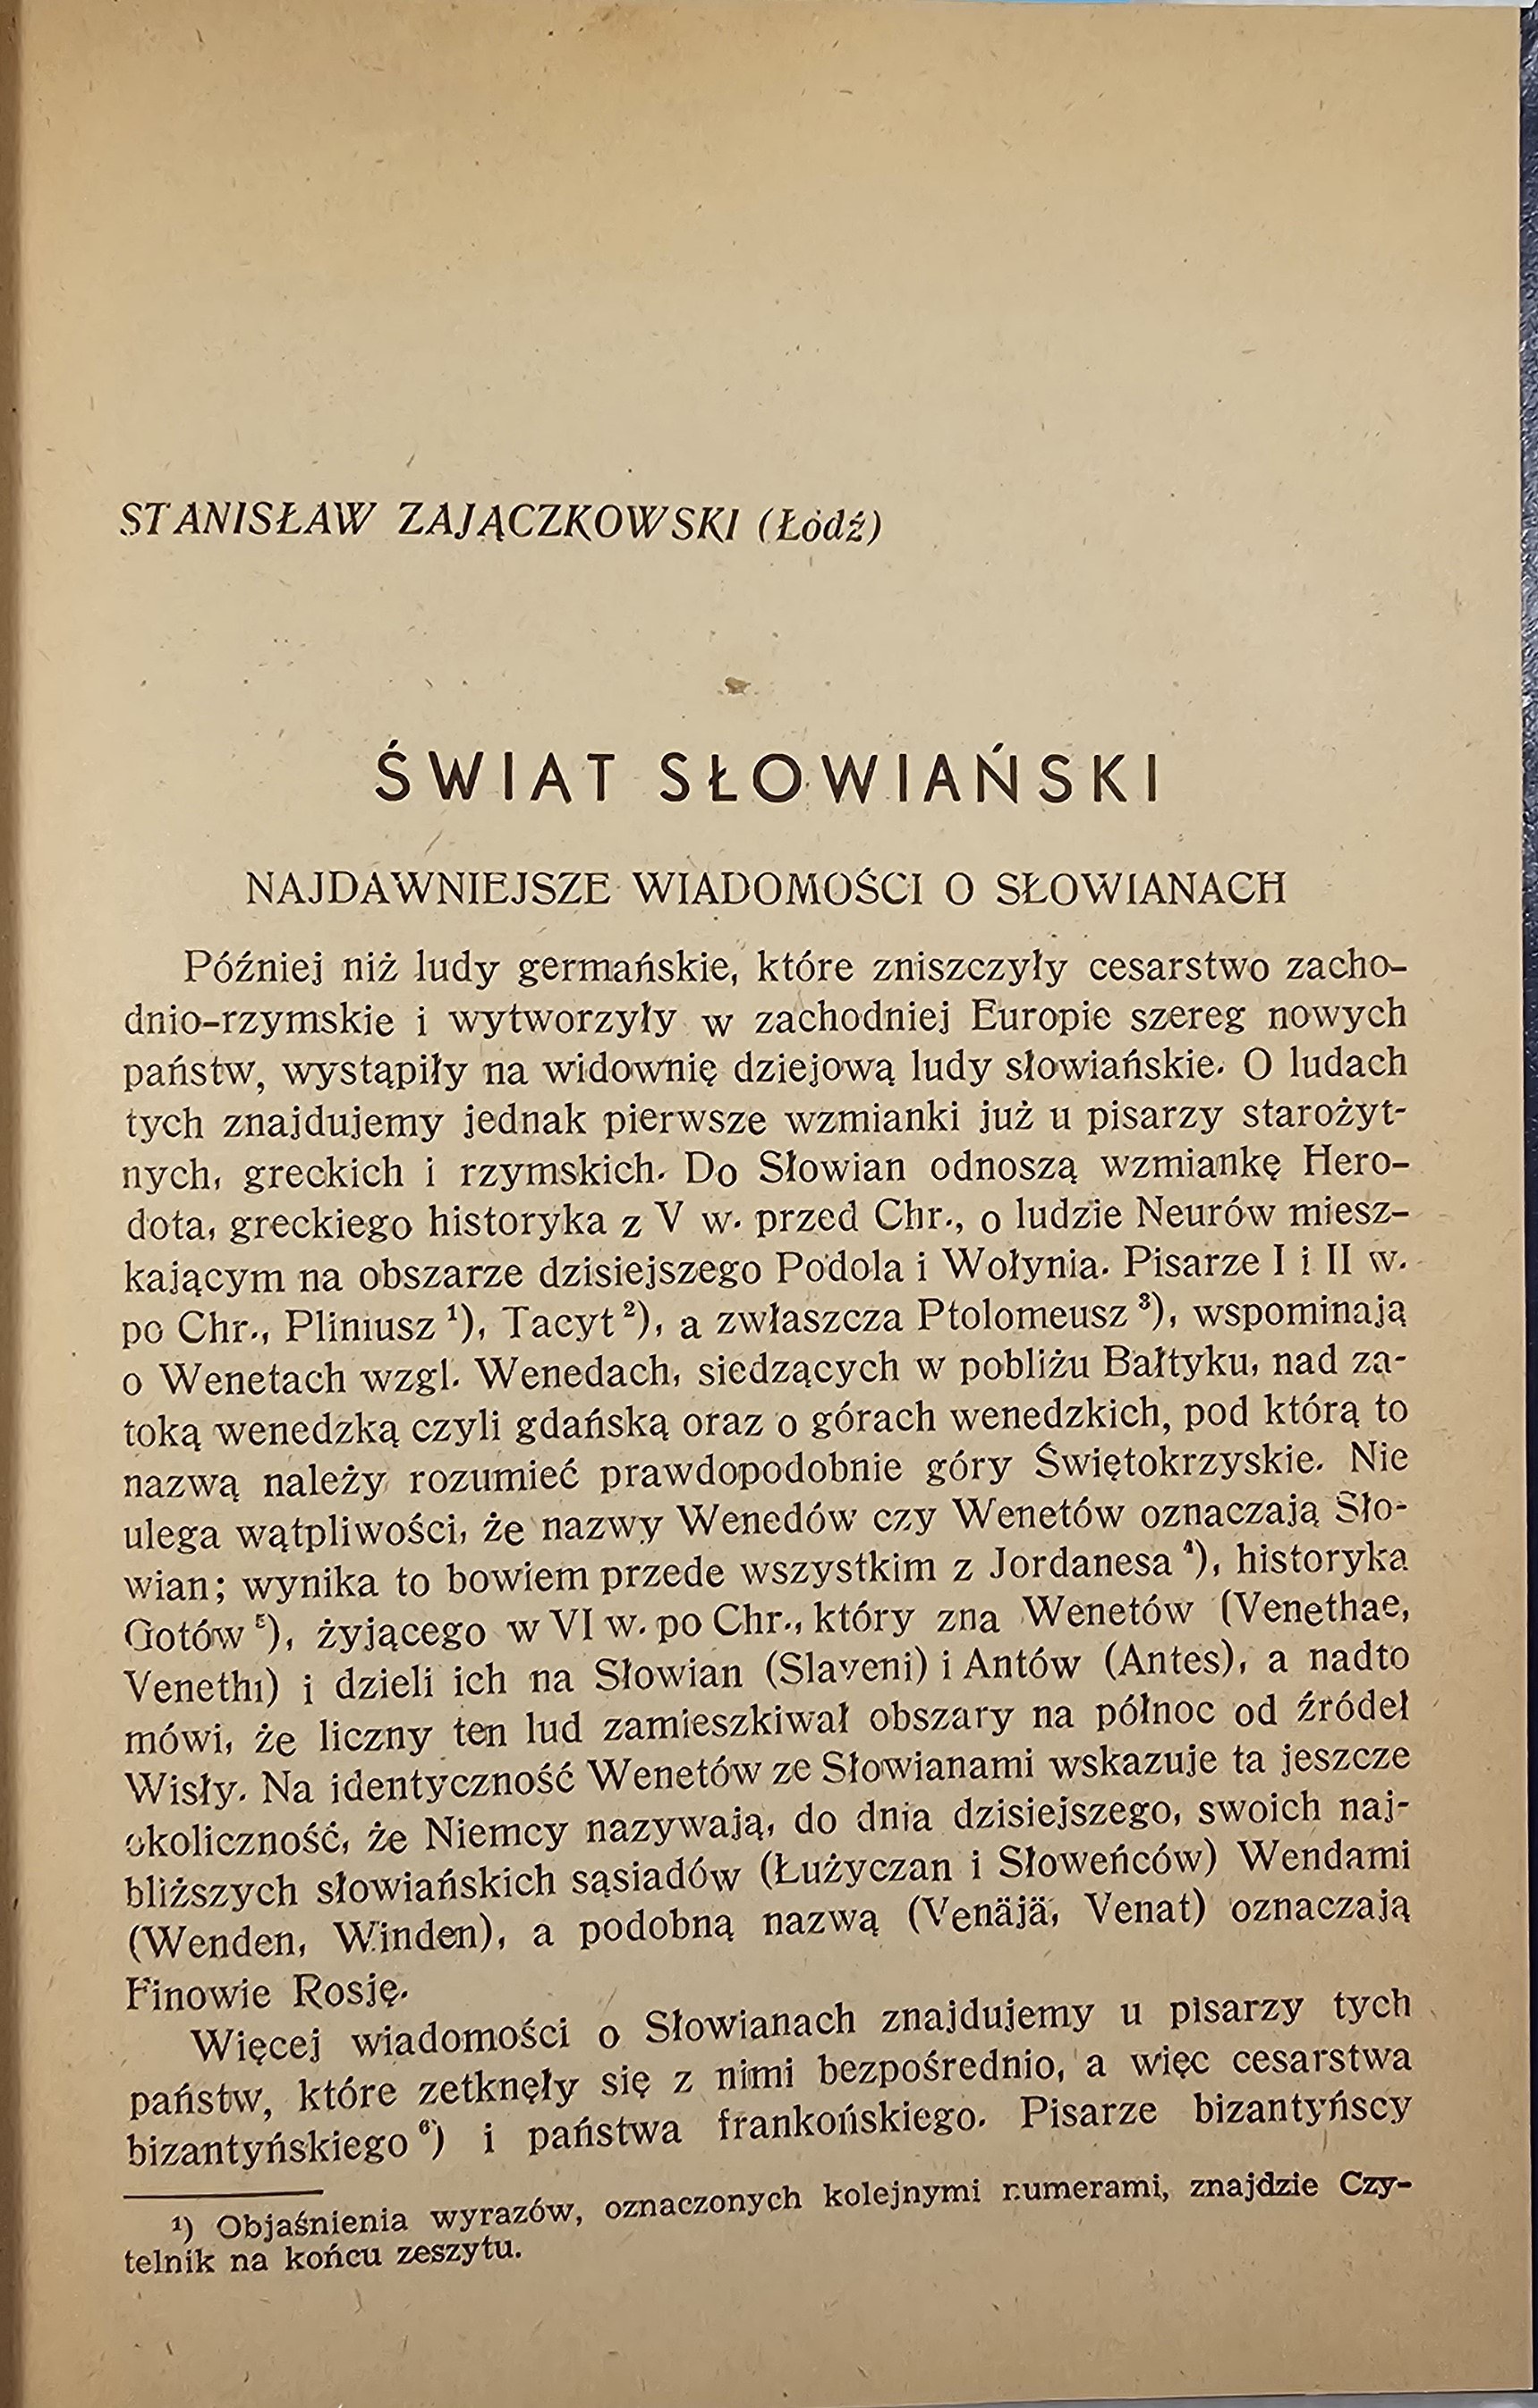 STANISŁAW ZAJĄCZKOWSKI (Łódź)
ŚWIAT SŁOWIAŃSKI
NAJDAWNIEJSZE WIADOMOŚCI O SŁOWIANACH
Później niż ludy germańskie, które zniszczyły cesarstwo zacho-
dnio-rzymskie i wytworzyły w zachodniej Europie szereg nowych
państw, wystąpiły na widownię dziejową ludy słowiańskie. O ludach
tych znajdujemy jednak pierwsze wzmianki już u pisarzy starożyt-
nych, greckich i rzymskich. Do Słowian odnoszą wzmiankę Hero-
dota, greckiego historyka z V w. przed Chr., o ludzie Neurów miesz-
kającym na obszarze dzisiejszego Podola i Wołynia. Pisarze I i II w.
po Chr., Pliniusz ¹), Tacyt ²), a zwłaszcza Ptolomeusz ³), wspominają
o Wenetach wzgl. Wenedach, siedzących w pobliżu Bałtyku, nad za-
toką wenedzką czyli gdańską oraz o górach wenedzkich, pod którą to
nazwą należy rozumieć prawdopodobnie góry Świętokrzyskie. Nie
ulega wątpliwości, że nazwy Wenedów czy Wenetów oznaczają Sło-
wian; wynika to bowiem przede wszystkim z Jordanesa ⁴), historyka
Gotów ⁵), żyjącego w VI w. po Chr., który zna Wenetów (Venethae,
Venethi) i dzieli ich na Słowian (Slaveni) i Antów (Antes), a nadto
mówi, że liczny ten lud zamieszkiwał obszary na północ od źródeł
Wisły. Na identyczność Wenetów ze Słowianami wskazuje ta jeszcze
okoliczność, że Niemcy nazywają, do dnia dzisiejszego, swoich naj-
bliższych słowiańskich sąsiadów (Łużyczan i Słoweńców) Wendami
(Wenden, Winden), a podobną nazwą (Venäjä, Venat) oznaczają
Finowie Rosję.
Więcej wiadomości o Słowianach znajdujemy u pisarzy tych
państw, które zetknęły się z nimi bezpośrednio, a więc cesarstwa
bizantyńskiego ⁶) i państwa frankońskiego. Pisarze bizantyńscy
¹) Objaśnienia wyrazów, oznaczonych kolejnymi numerami, znajdzie Czy-
telnik na końcu zeszytu.